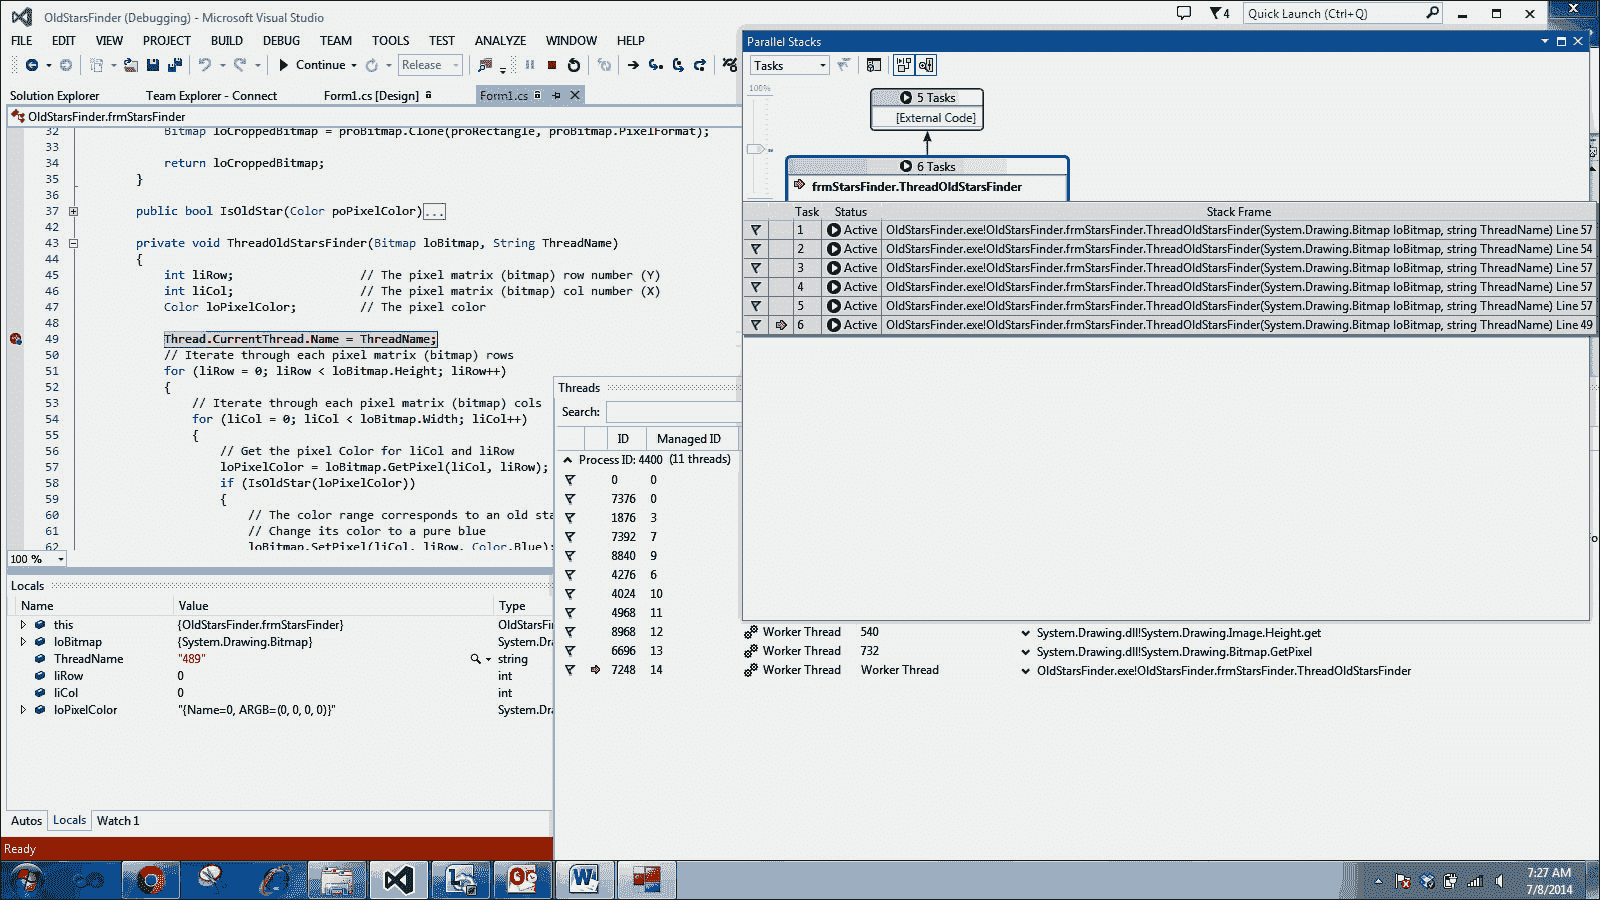 OldStarsFinder (Debugging) - Microsoft Visual Studio
4
Quick Launch (Ctrl+Q)
FILE EDIT VIEW PROJECT BUILD DEBUG TEAM TOOLS TEST ANALYZE WINDOW HELP
Continue Release
Solution Explorer Team Explorer - Connect Form1.cs [Design] Form1.cs
OldStarsFinder.frmStarsFinder
32 Bitmap loCroppedBitmap = proBitmap.Clone(proRectangle, proBitmap.PixelFormat);
33
34 return loCroppedBitmap;
35 }
36
37 public bool IsOldStar(Color poPixelColor)...
42
43 private void ThreadOldStarsFinder(Bitmap loBitmap, String ThreadName)
44 {
45 int liRow; // The pixel matrix (bitmap) row number (Y)
46 int liCol; // The pixel matrix (bitmap) col number (X)
47 Color loPixelColor; // The pixel color
48
49 Thread.CurrentThread.Name = ThreadName;
50 // Iterate through each pixel matrix (bitmap) rows
51 for (liRow = 0; liRow < loBitmap.Height; liRow++)
52 {
53 // Iterate through each pixel matrix (bitmap) cols
54 for (liCol = 0; liCol < loBitmap.Width; liCol++)
55 {
56 // Get the pixel Color for liCol and liRow
57 loPixelColor = loBitmap.GetPixel(liCol, liRow);
58 if (IsOldStar(loPixelColor))
59 {
60 // The color range corresponds to an old sta
61 // Change its color to a pure blue
62 loBitmap.SetPixel(liCol, liRow, Color.Blue);
100 %
Parallel Stacks
Tasks
100%
5 Tasks
[External Code]
6 Tasks
frmStarsFinder.ThreadOldStarsFinder
Task Status Stack Frame
1 Active OldStarsFinder.exe!OldStarsFinder.frmStarsFinder.ThreadOldStarsFinder(System.Drawing.Bitmap loBitmap, string ThreadName) Line 57
2 Active OldStarsFinder.exe!OldStarsFinder.frmStarsFinder.ThreadOldStarsFinder(System.Drawing.Bitmap loBitmap, string ThreadName) Line 54
3 Active OldStarsFinder.exe!OldStarsFinder.frmStarsFinder.ThreadOldStarsFinder(System.Drawing.Bitmap loBitmap, string ThreadName) Line 57
4 Active OldStarsFinder.exe!OldStarsFinder.frmStarsFinder.ThreadOldStarsFinder(System.Drawing.Bitmap loBitmap, string ThreadName) Line 57
5 Active OldStarsFinder.exe!OldStarsFinder.frmStarsFinder.ThreadOldStarsFinder(System.Drawing.Bitmap loBitmap, string ThreadName) Line 57
6 Active OldStarsFinder.exe!OldStarsFinder.frmStarsFinder.ThreadOldStarsFinder(System.Drawing.Bitmap loBitmap, string ThreadName) Line 49
Threads
Search:
ID Managed ID
Process ID: 4400 (11 threads)
0 0
7376 0
1876 3
7392 7
8840 9
4276 6
4024 10
4968 11
8968 12 Worker Thread 540 System.Drawing.dll!System.Drawing.Image.Height.get
6696 13 Worker Thread 732 System.Drawing.dll!System.Drawing.Bitmap.GetPixel
7248 14 Worker Thread Worker Thread OldStarsFinder.exe!OldStarsFinder.frmStarsFinder.ThreadOldStarsFinder
Locals
Name Value Type
this {OldStarsFinder.frmStarsFinder} OldStarsFi
loBitmap {System.Drawing.Bitmap} System.Dra
ThreadName "489" string
liRow 0 int
liCol 0 int
loPixelColor "{Name=0, ARGB=(0, 0, 0, 0)}" System.Dra
Autos Locals Watch 1
Ready
7:27 AM
7/8/2014